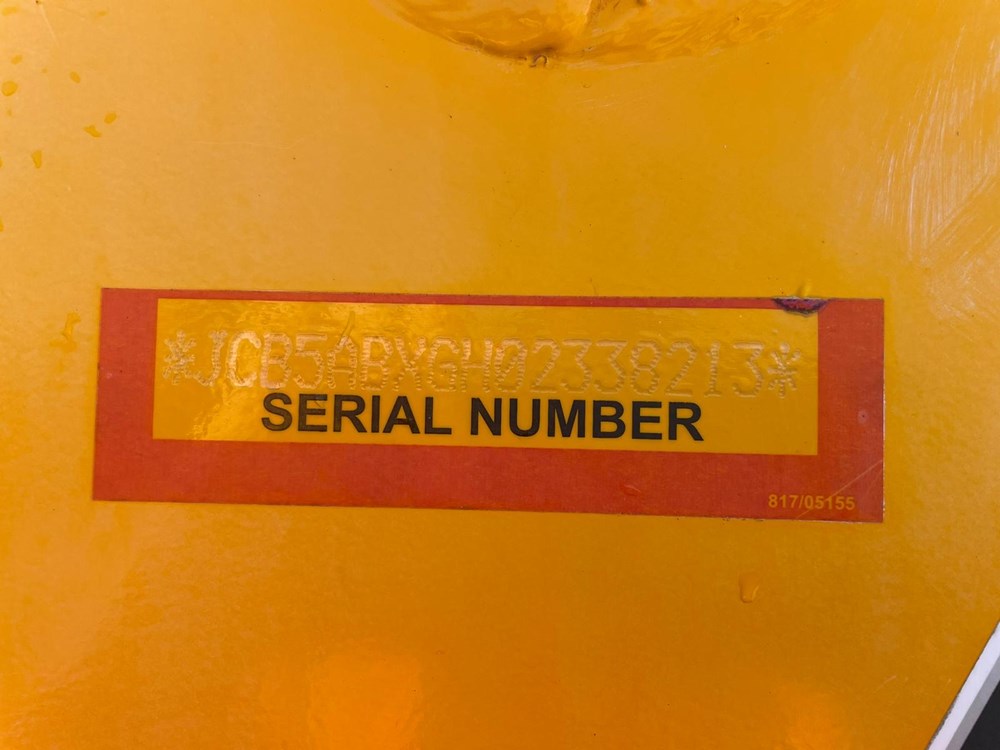 *JCB5ABXGH02338213*
SERIAL NUMBER
817/05155